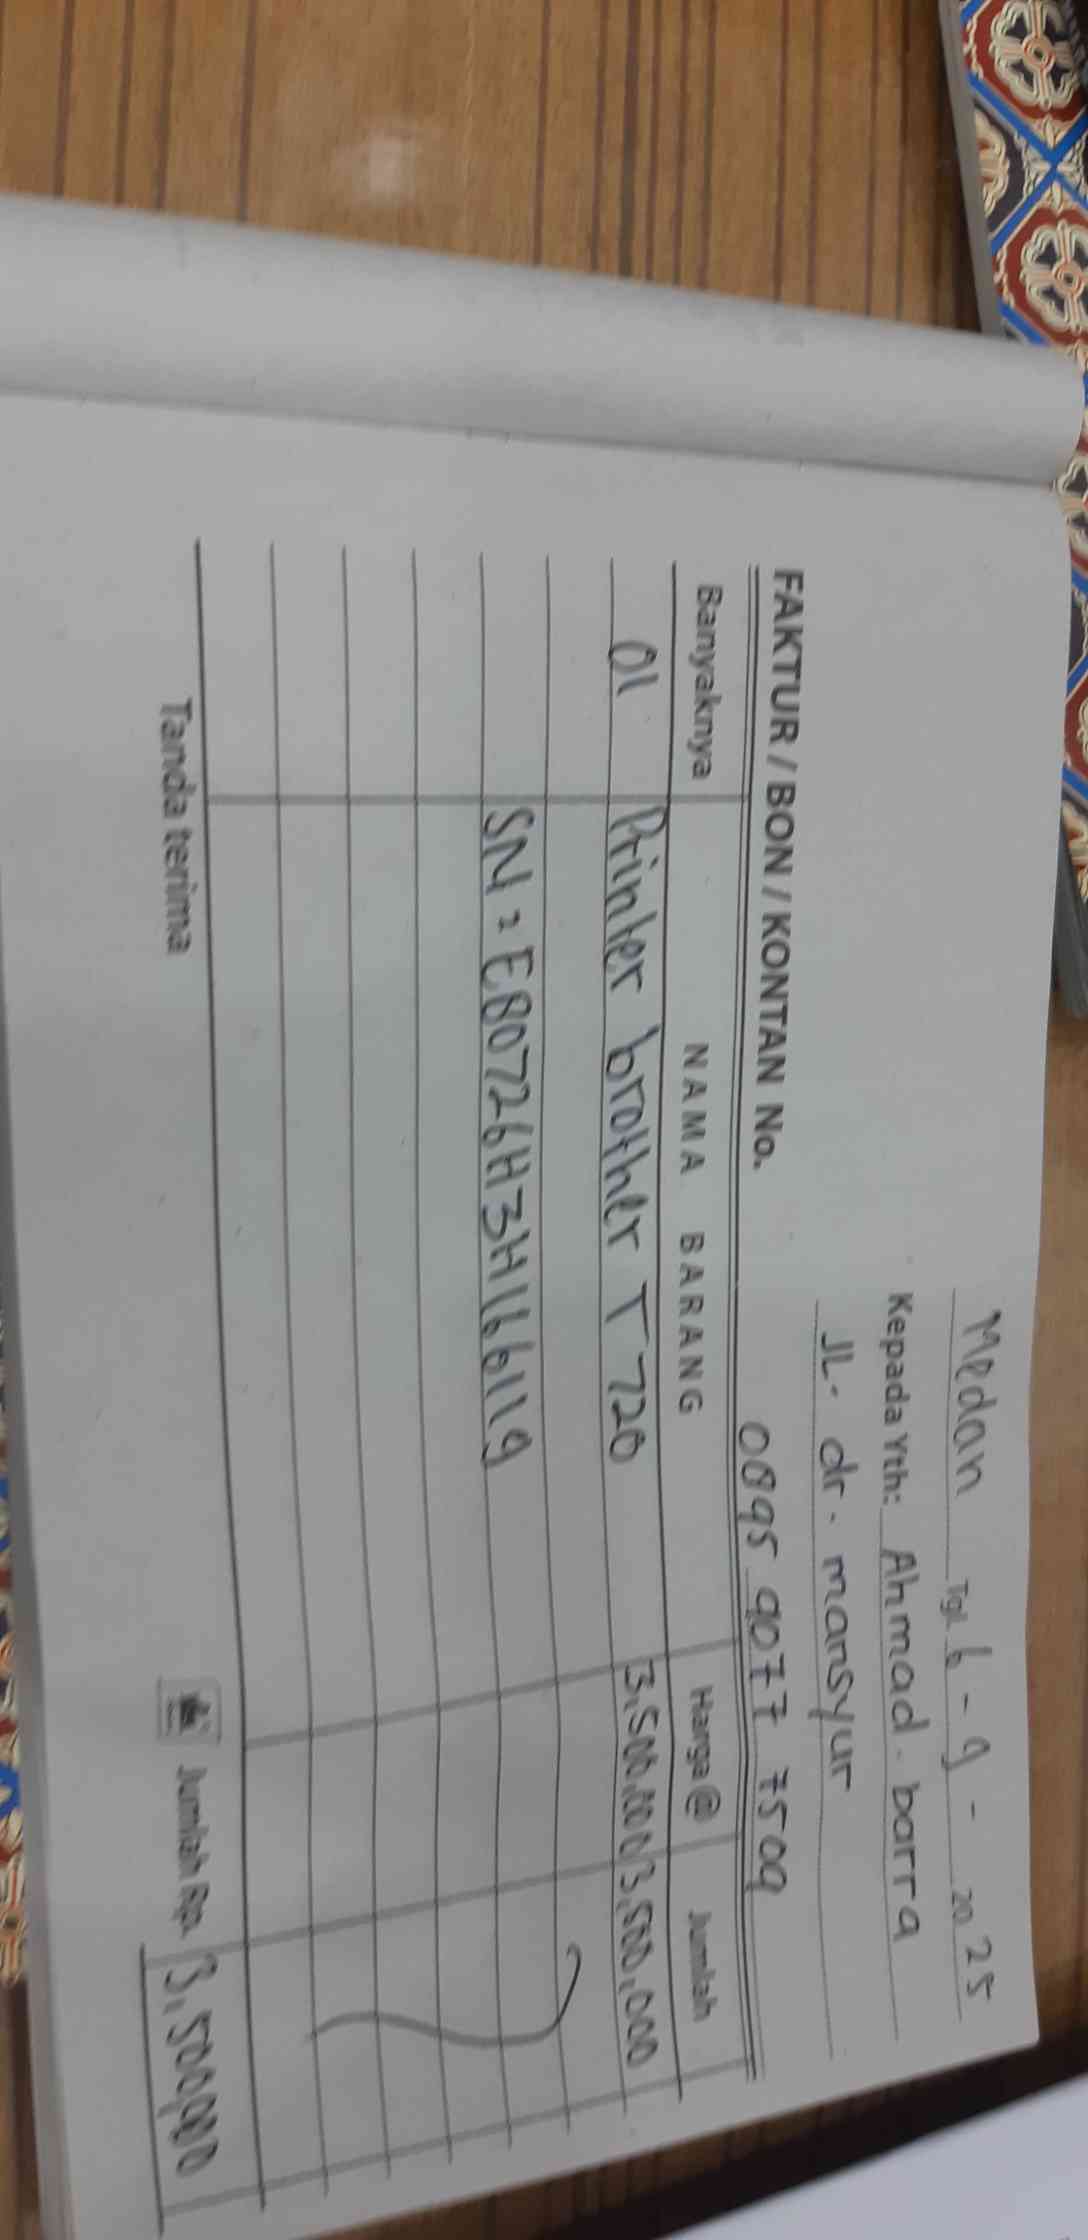 Medan Tgl. 6 - 9 - 20 25
Kepada Yth: Ahmad. barra
JL. dr. mansyur
FAKTUR / BON / KONTAN No. 0895 9077 7509
Banyaknya NAMA BARANG Harga @ Jumlah
01 Printer brother T720 3.500.000 3.500.000
SN : E80726H3H1166119
Tanda terima Jumlah Rp. 3.500.000